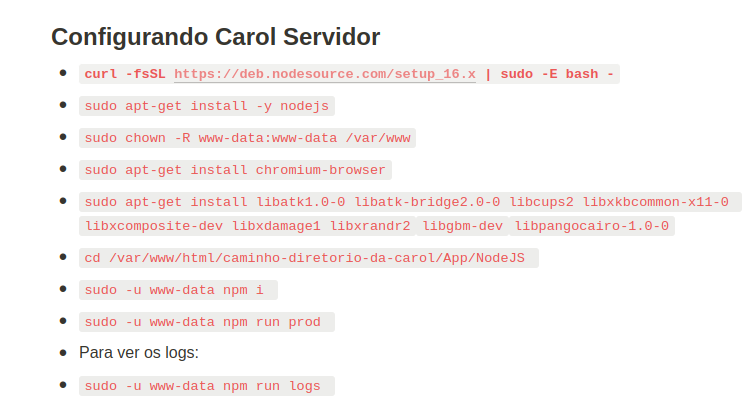 Configurando Carol Servidor
curl -fsSL https://deb.nodesource.com/setup_16.x | sudo -E bash -
sudo apt-get install -y nodejs
sudo chown -R www-data:www-data /var/www
sudo apt-get install chromium-browser
sudo apt-get install libatk1.0-0 libatk-bridge2.0-0 libcups2 libxkbcommon-x11-0
libxcomposite-dev libxdamage1 libxrandr2 libgbm-dev libpangocairo-1.0-0
cd /var/www/html/caminho-diretorio-da-carol/App/NodeJS
sudo -u www-data npm i
sudo -u www-data npm run prod
Para ver os logs:
sudo -u www-data npm run logs